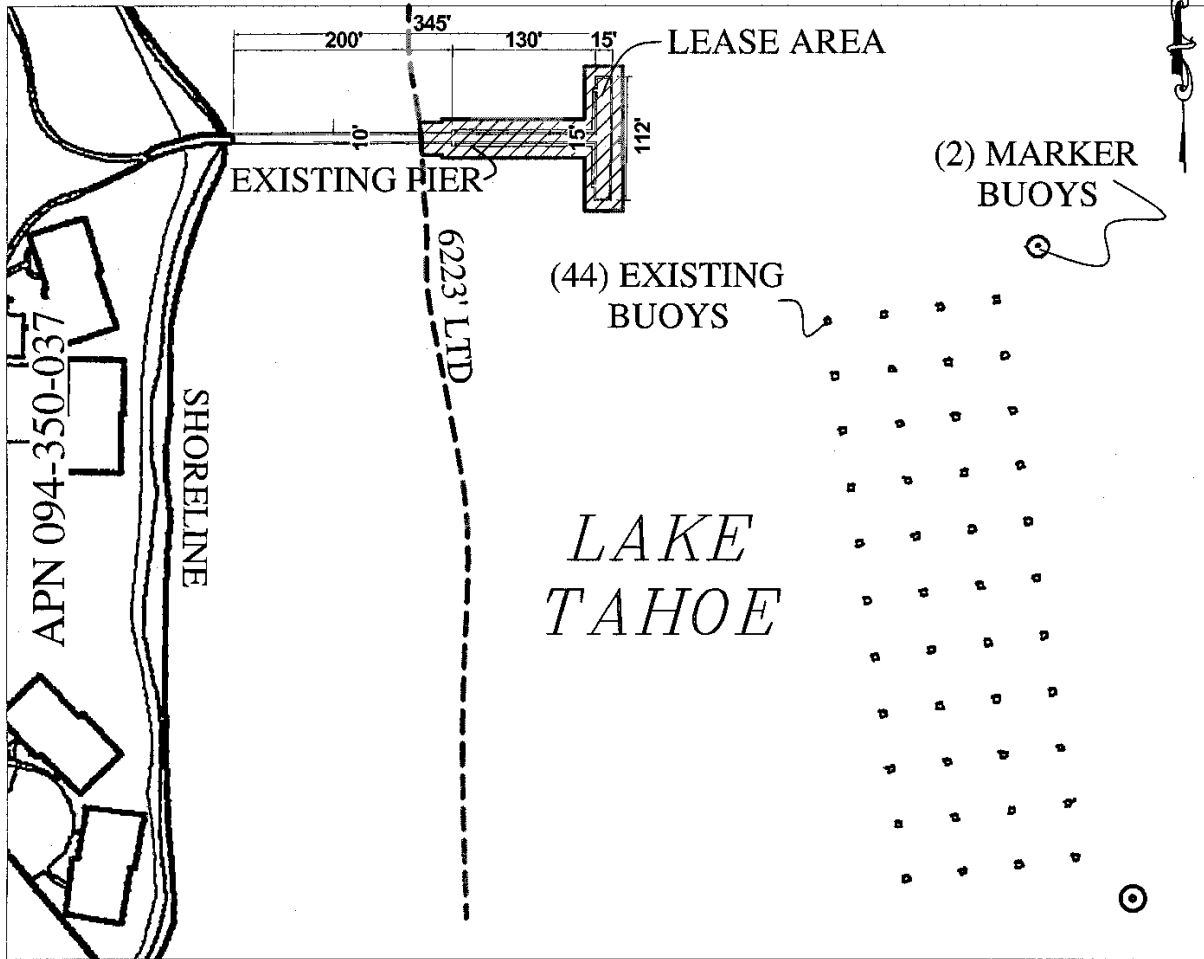 345'
200'
130'
15'
LEASE AREA
10'
15'
112'
EXISTING PIER
(2) MARKER
BUOYS
6223' LTD
(44) EXISTING
BUOYS
APN 094-350-037
SHORELINE
LAKE
TAHOE